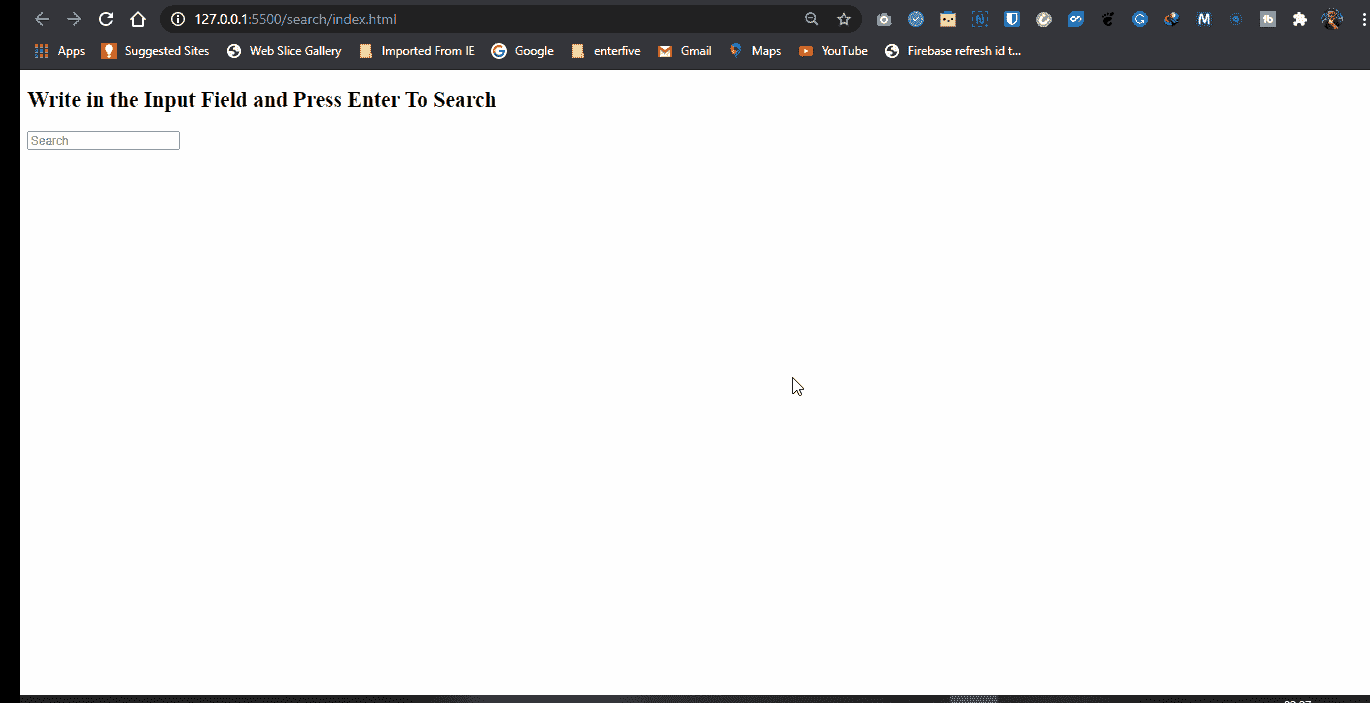 127.0.0.1:5500/search/index.html
Apps Suggested Sites Web Slice Gallery Imported From IE Google enterfive Gmail Maps YouTube Firebase refresh id t...
Write in the Input Field and Press Enter To Search
Search